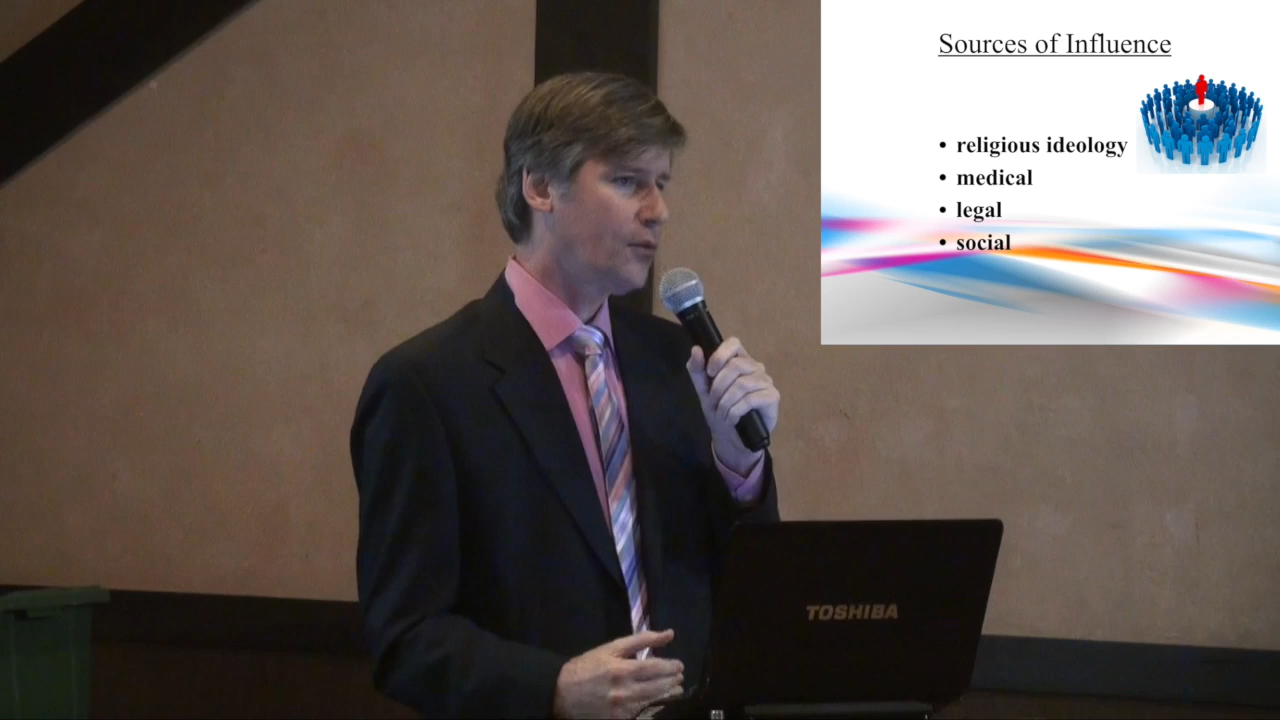 Sources of Influence
• religious ideology
• medical
• legal
• social
TOSHIBA